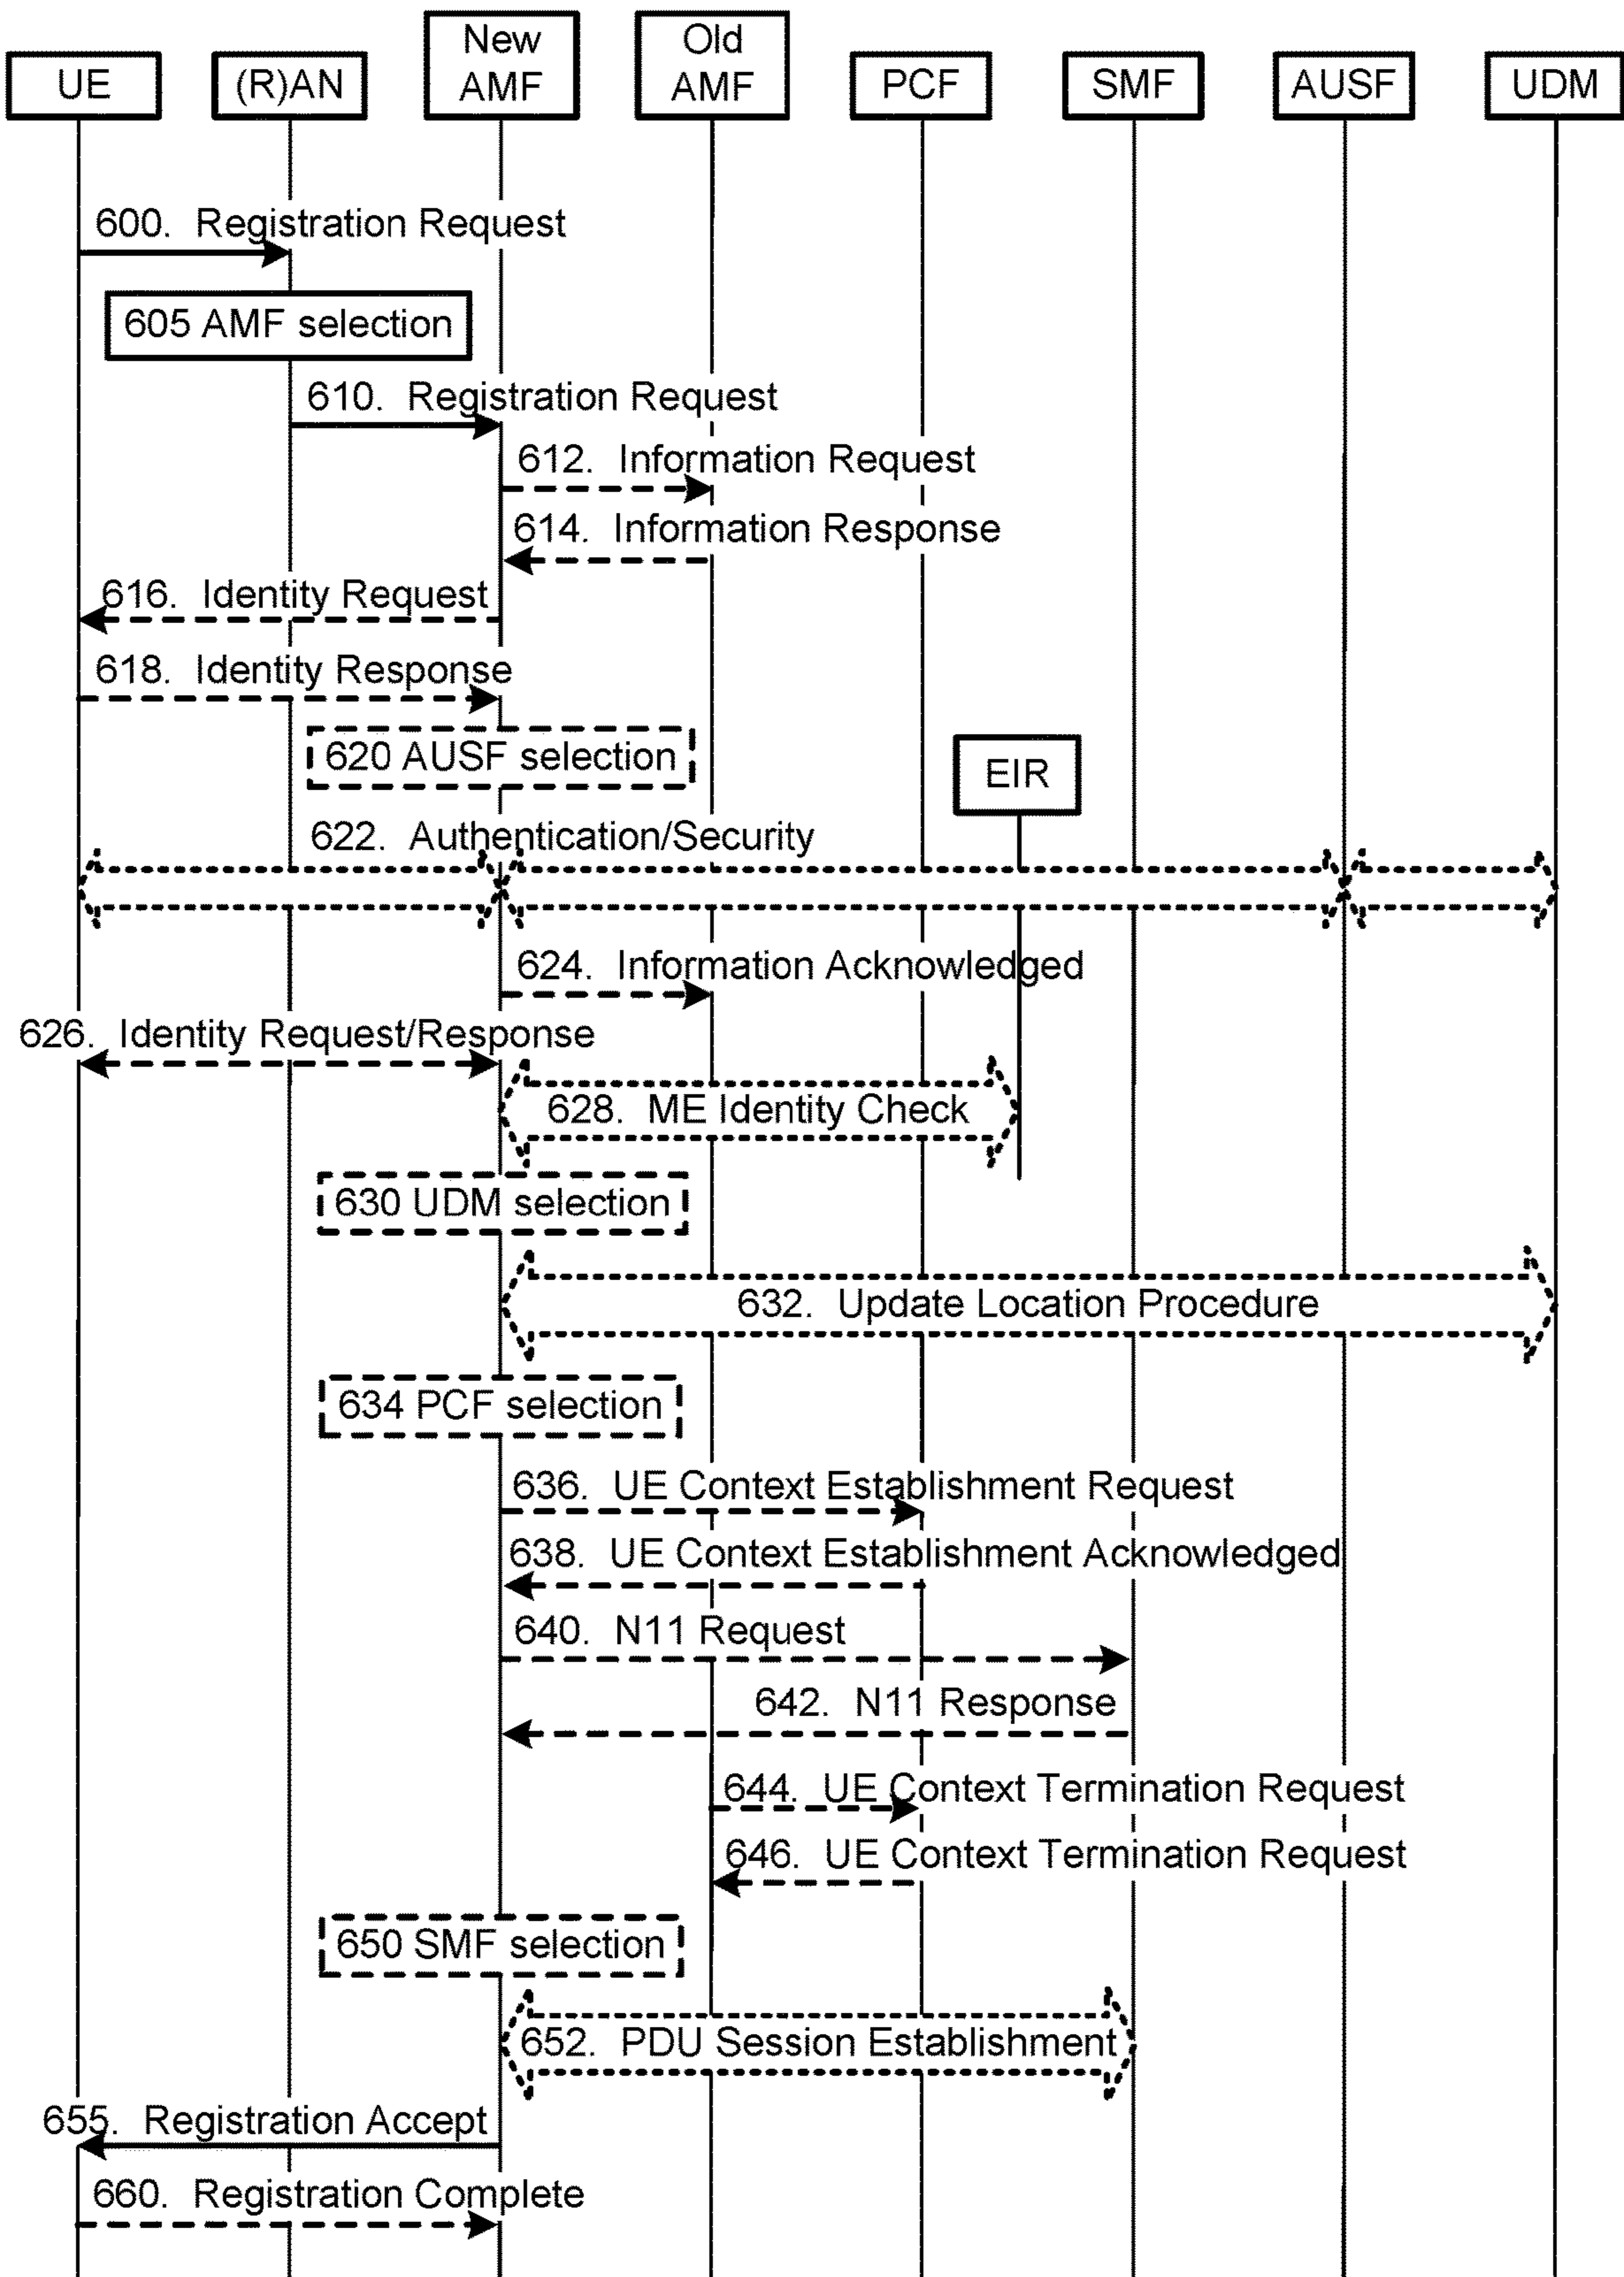 UE
(R)AN
New
AMF
Old
AMF
PCF
SMF
AUSF
UDM
600. Registration Request
605 AMF selection
610. Registration Request
612. Information Request
614. Information Response
616. Identity Request
618. Identity Response
620 AUSF selection
EIR
622. Authentication/Security
624. Information Acknowledged
626. Identity Request/Response
628. ME Identity Check
630 UDM selection
632. Update Location Procedure
634 PCF selection
636. UE Context Establishment Request
638. UE Context Establishment Acknowledged
640. N11 Request
642. N11 Response
644. UE Context Termination Request
646. UE Context Termination Request
650 SMF selection
652. PDU Session Establishment
655. Registration Accept
660. Registration Complete